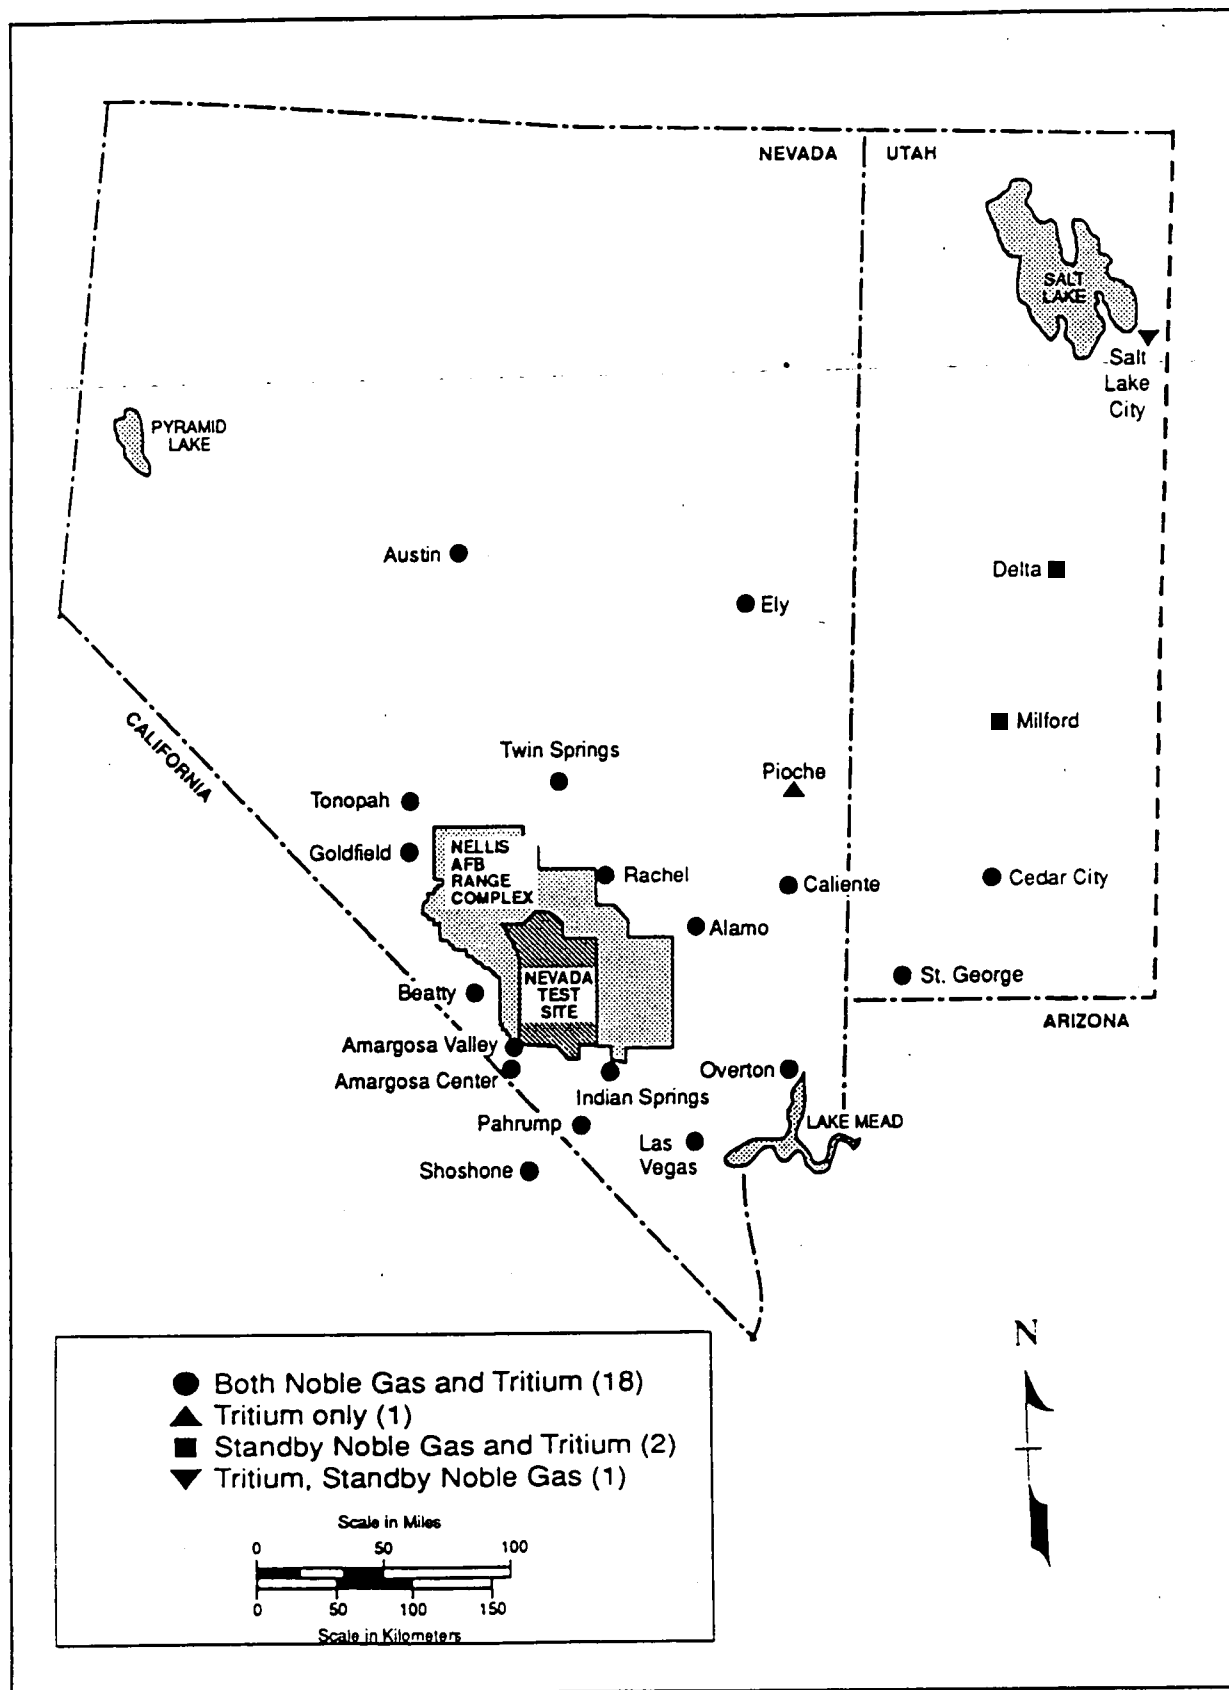 NEVADA
UTAH
SALT
LAKE
Salt
Lake
City
PYRAMID
LAKE
Austin
Delta
Ely
CALIFORNIA
Milford
Twin Springs
Pioche
Tonopah
Goldfield
NELLIS
AFB
RANGE
COMPLEX
Rachel
Caliente
Cedar City
Alamo
St. George
Beatty
NEVADA
TEST
SITE
ARIZONA
Amargosa Valley
Amargosa Center
Overton
Indian Springs
Pahrump
LAKE MEAD
Las
Vegas
Shoshone
N
Both Noble Gas and Tritium (18)
Tritium only (1)
Standby Noble Gas and Tritium (2)
Tritium, Standby Noble Gas (1)
Scale in Miles
0 50 100
0 50 100 150
Scale in Kilometers